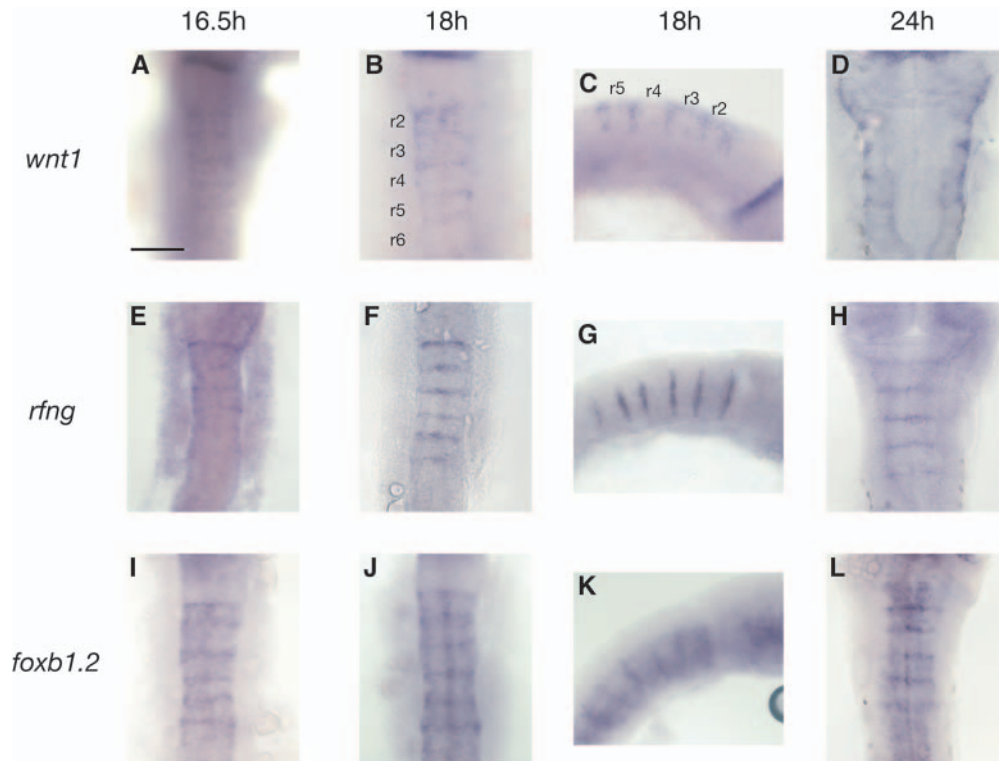 16.5h 18h 18h 24h
wnt1
A B C D
r2
r3
r4
r5
r6
r5 r4 r3 r2
rfng
E F G H
foxb1.2
I J K L